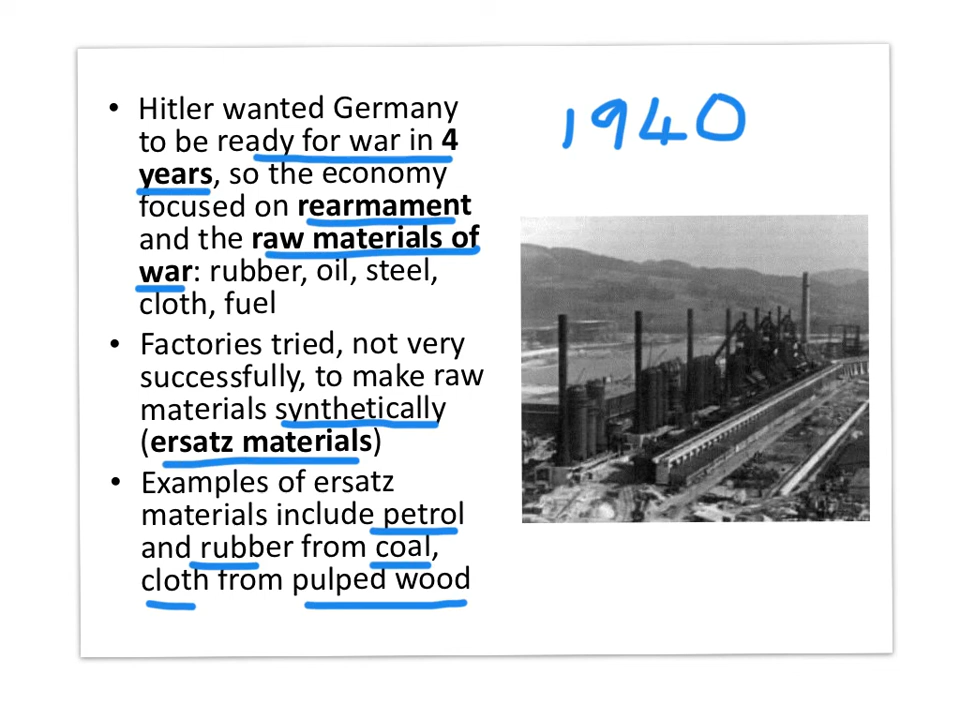 • Hitler wanted Germany
to be ready for war in 4
years, so the economy
focused on rearmament
and the raw materials of
war: rubber, oil, steel,
cloth, fuel
• Factories tried, not very
successfully, to make raw
materials synthetically
(ersatz materials)
• Examples of ersatz
materials include petrol
and rubber from coal,
cloth from pulped wood
1940